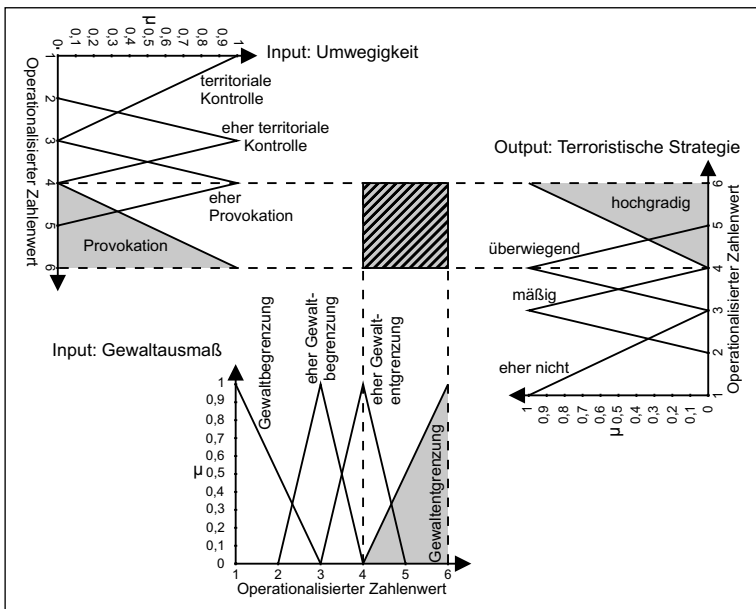 µ
0 0,1 0,2 0,3 0,4 0,5 0,6 0,7 0,8 0,9 1
Input: Umwegigkeit
Operationalisierter Zahlenwert
1 2 3 4 5 6
territoriale
Kontrolle
eher territoriale
Kontrolle
eher
Provokation
Provokation
Output: Terroristische Strategie
hochgradig
überwiegend
mäßig
eher nicht
6 5 4 3 2 1
Operationalisierter Zahlenwert
1 0,9 0,8 0,7 0,6 0,5 0,4 0,3 0,2 0,1 0
µ
Input: Gewaltausmaß
Gewaltbegrenzung
eher Gewalt-
begrenzung
eher Gewalt-
entgrenzung
Gewaltentgrenzung
1
0,9
0,8
0,7
0,6
0,5
0,4
0,3
0,2
0,1
0
µ
1 2 3 4 5 6
Operationalisierter Zahlenwert